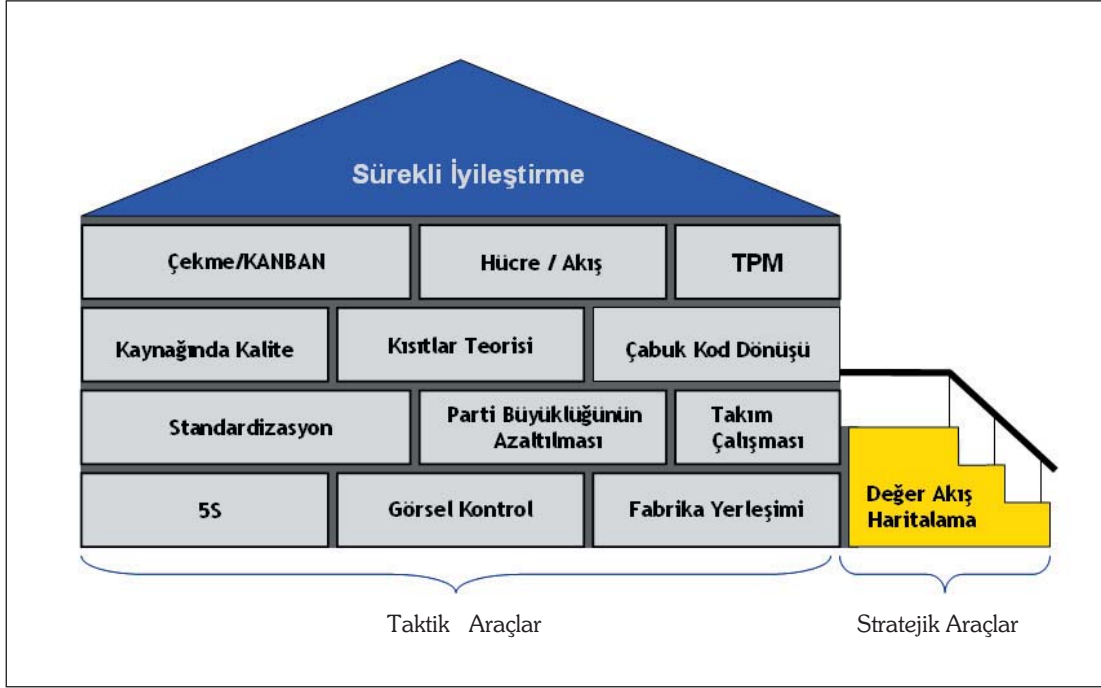 Sürekli İyileştirme
Çekme/KANBAN
Hücre / Akış
TPM
Kaynağında Kalite
Kısıtlar Teorisi
Çabuk Kod Dönüşü
Standardizasyon
Parti Büyüklüğünün
Azaltılması
Takım
Çalışması
5S
Görsel Kontrol
Fabrika Yerleşimi
Değer Akış
Haritalama
Taktik Araçlar
Stratejik Araçlar